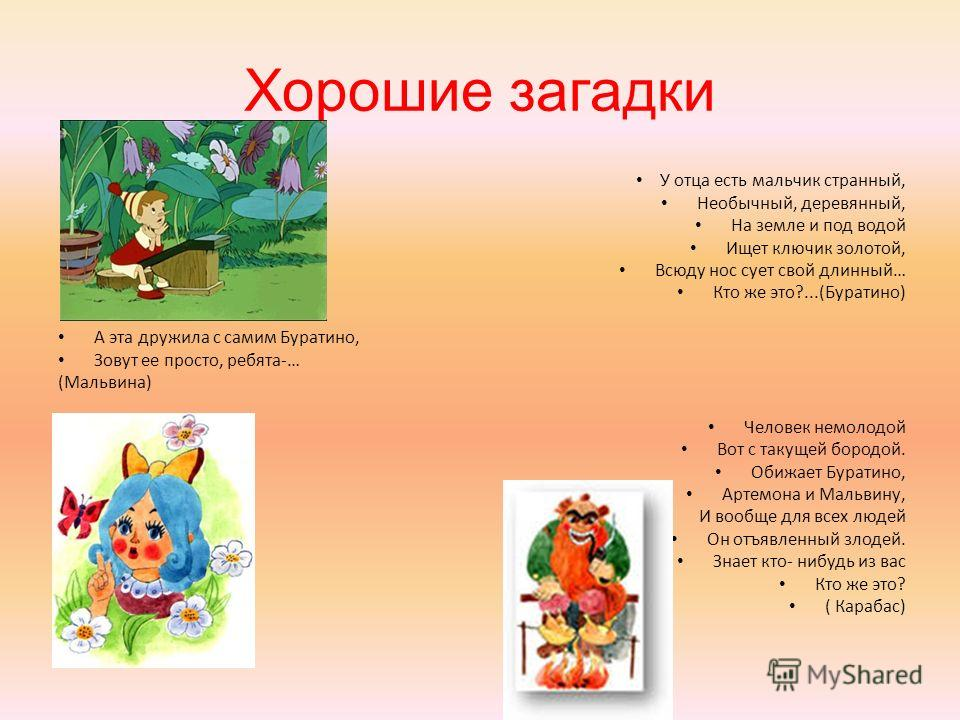 Хорошие загадки
• У отца есть мальчик странный,
• Необычный, деревянный,
• На земле и под водой
• Ищет ключик золотой,
• Всюду нос сует свой длинный…
• Кто же это?...(Буратино)
• А эта дружила с самим Буратино,
• Зовут ее просто, ребята-…
(Мальвина)
• Человек немолодой
• Вот с такущей бородой.
• Обижает Буратино,
• Артемона и Мальвину,
И вообще для всех людей
• Он отъявленный злодей.
• Знает кто- нибудь из вас
• Кто же это?
• ( Карабас)
MyShared